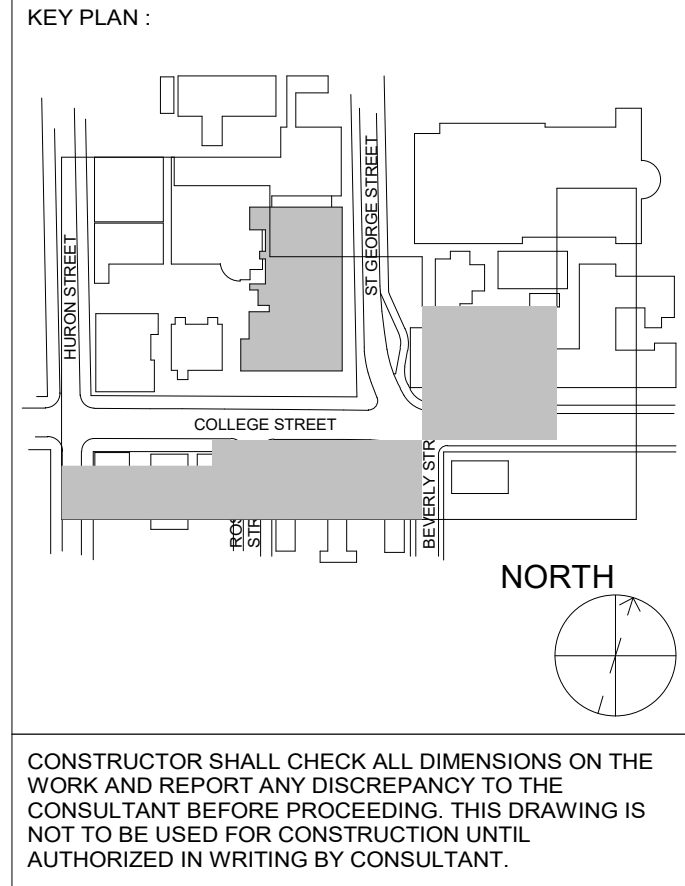 KEY PLAN :
HURON STREET
ST GEORGE STREET
COLLEGE STREET
BEVERLY STR
ROS
STR
NORTH
CONSTRUCTOR SHALL CHECK ALL DIMENSIONS ON THE
WORK AND REPORT ANY DISCREPANCY TO THE
CONSULTANT BEFORE PROCEEDING. THIS DRAWING IS
NOT TO BE USED FOR CONSTRUCTION UNTIL
AUTHORIZED IN WRITING BY CONSULTANT.